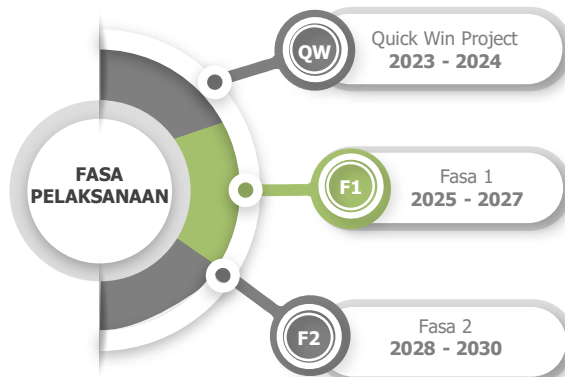 QW
Quick Win Project
2023 - 2024
FASA
PELAKSANAAN
F1
Fasa 1
2025 - 2027
F2
Fasa 2
2028 - 2030